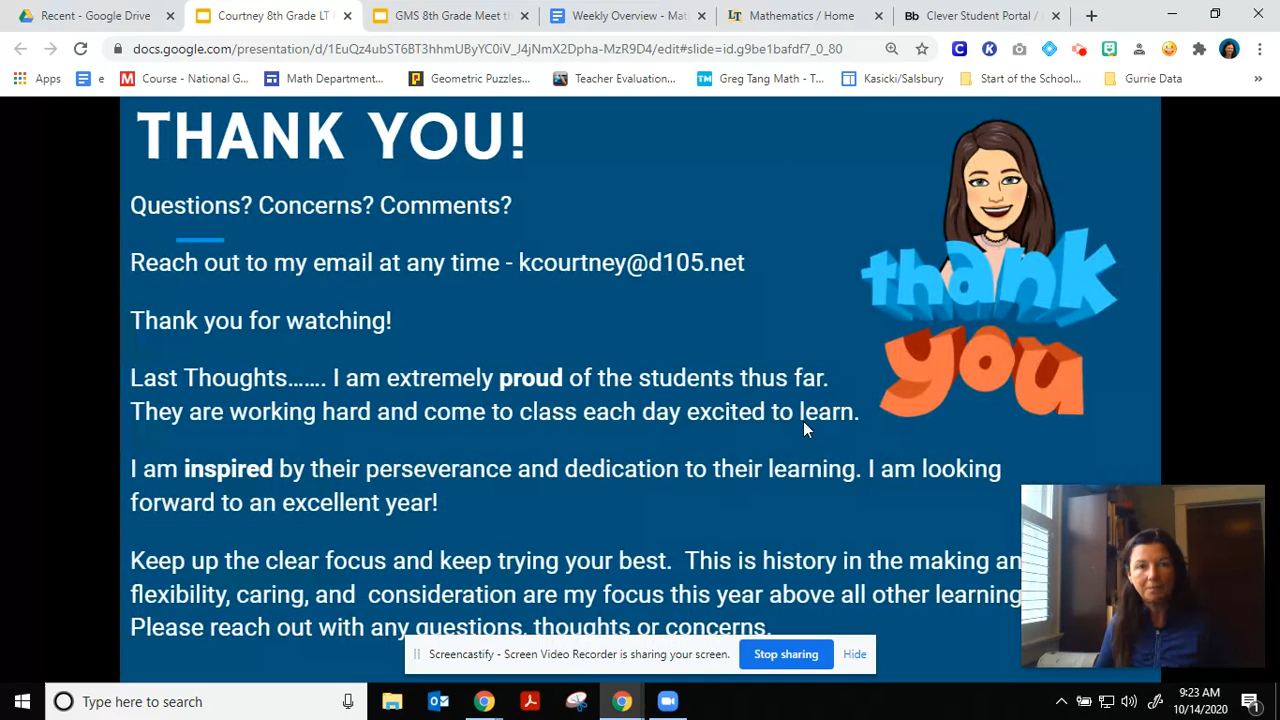 Recent - Google Drive
Courtney 8th Grade LT
GMS 8th Grade Meet th
Weekly Overview - Mat
LT Mathematics / Home
Bb Clever Student Portal /
docs.google.com/presentation/d/1EuQz4ubST6BT3hhmUByYC0iV_J4jNmX2Dpha-MzR9D4/edit#slide=id.g9be1bafdf7_0_80
Apps
e
Course - National G...
Math Department...
Geometric Puzzles...
Teacher Evaluation...
TM Greg Tang Math - T...
Kasicki/Salsbury
Start of the School...
Gurrie Data
THANK YOU!
Questions? Concerns? Comments?
Reach out to my email at any time - kcourtney@d105.net
Thank you for watching!
Last Thoughts....... I am extremely proud of the students thus far.
They are working hard and come to class each day excited to learn.
I am inspired by their perseverance and dedication to their learning. I am looking
forward to an excellent year!
Keep up the clear focus and keep trying your best. This is history in the making an
flexibility, caring, and consideration are my focus this year above all other learning
Please reach out with any questions, thoughts or concerns.
thank
you
Screencastify - Screen Video Recorder is sharing your screen.
Stop sharing
Hide
Type here to search
9:23 AM
10/14/2020